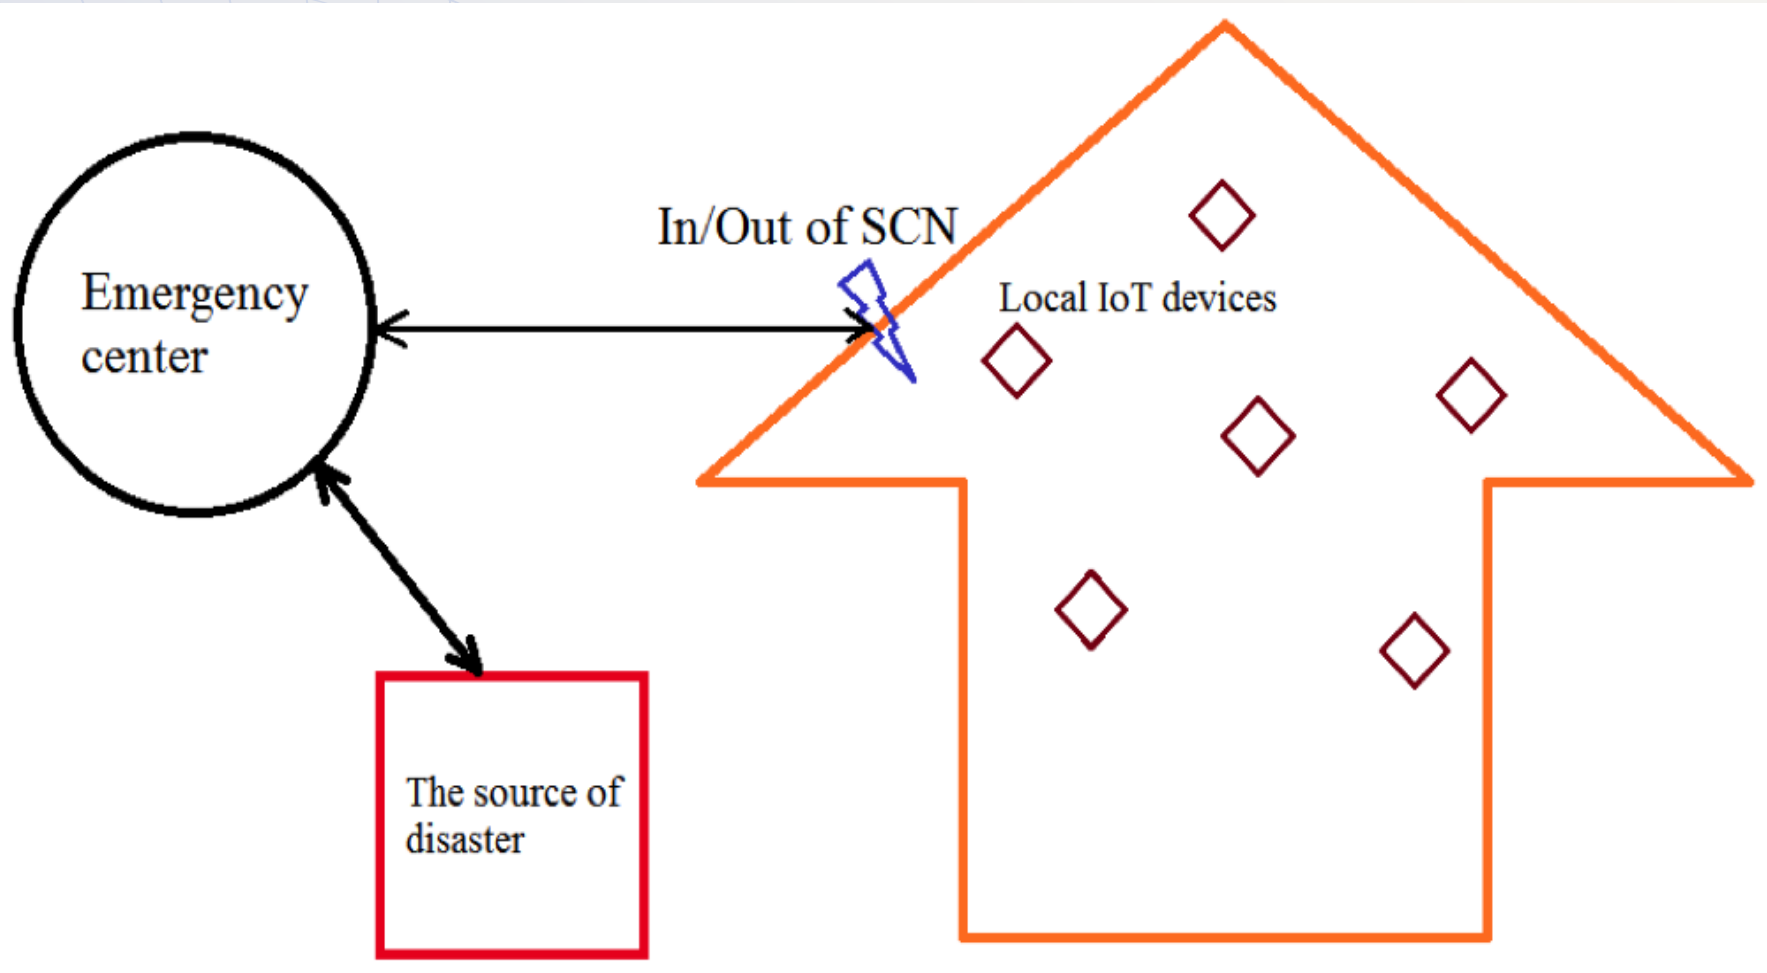 In/Out of SCN
Emergency
center
Local IoT devices
The source of
disaster